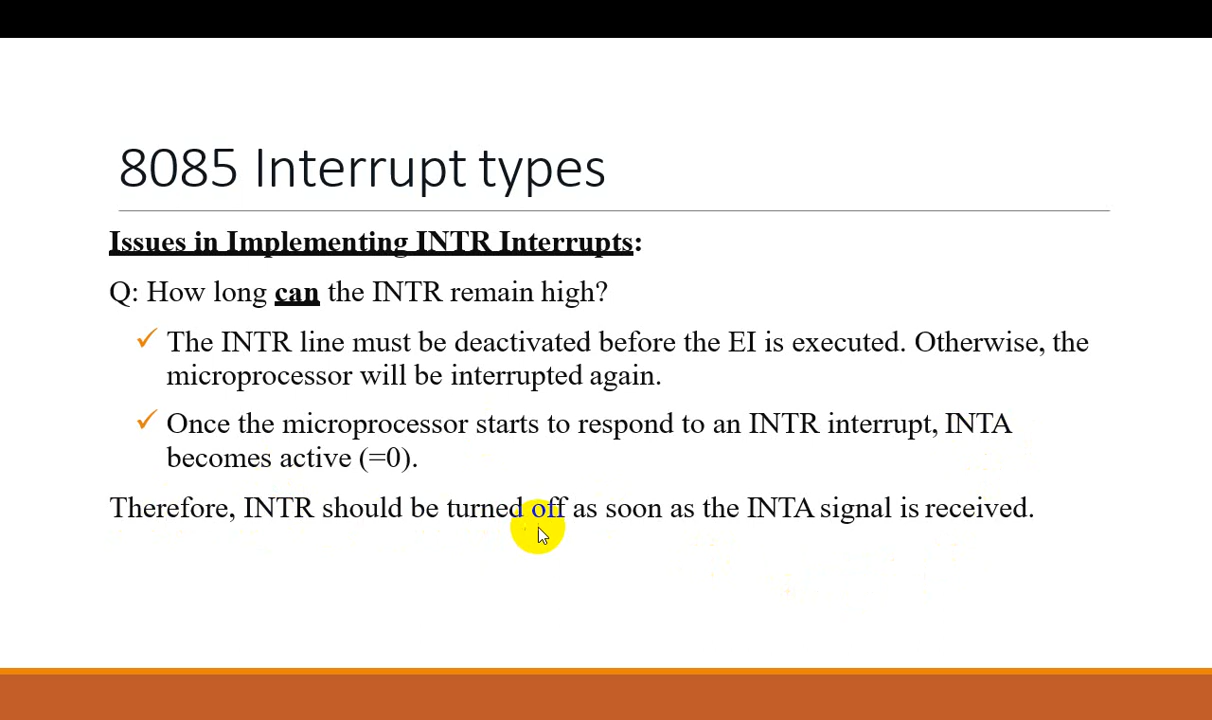 8085 Interrupt types
Issues in Implementing INTR Interrupts:
Q: How long can the INTR remain high?
✓ The INTR line must be deactivated before the EI is executed. Otherwise, the
microprocessor will be interrupted again.
✓ Once the microprocessor starts to respond to an INTR interrupt, INTA
becomes active (=0).
Therefore, INTR should be turned off as soon as the INTA signal is received.